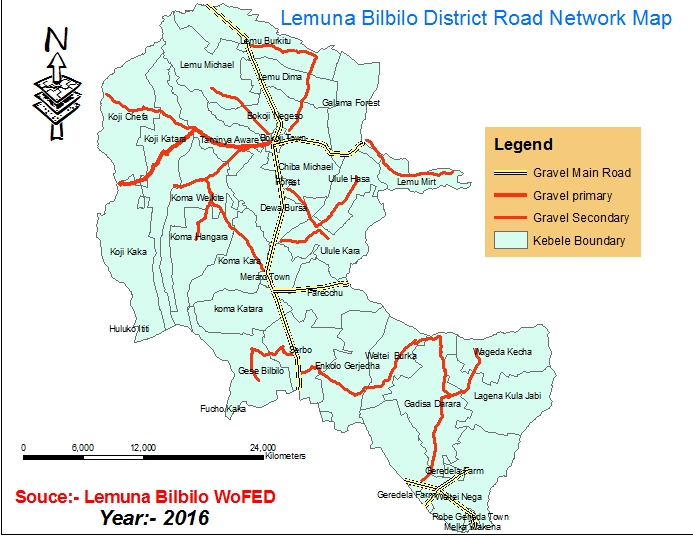 Lemuna Bilbilo District Road Network Map
N
Lemu Burkitu
Lemu Michael
Lemu Dima
Galama Forest
Koji Chefa
Bokoji Negeso
Koji Katara
Taminya Aware
Bokoji Town
Chiba Michael
Forest
Ulule Hasa
Lemu Mirt
Koma Welkite
Dewa Bursa
Koma Hangara
Koji Kaka
Ulule Kara
Koma Kara
Meraro Town
Farecchu
koma Katara
Huluko Ititi
Serbo
Gese Bilbilo
Enkolo Gerjedha
Weltei Burka
Wageda Kecha
Lagena Kula Jabi
Gadisa Darara
Fucho Kaka
Geredela Farm
Geredela Farm
Weltei Nega
Robe Gereda Town
Melka Wakena
Legend
Gravel Main Road
Gravel primary
Gravel Secondary
Kebele Boundary
0 6,000 12,000 24,000
Kilometers
Souce:- Lemuna Bilbilo WoFED
Year:- 2016